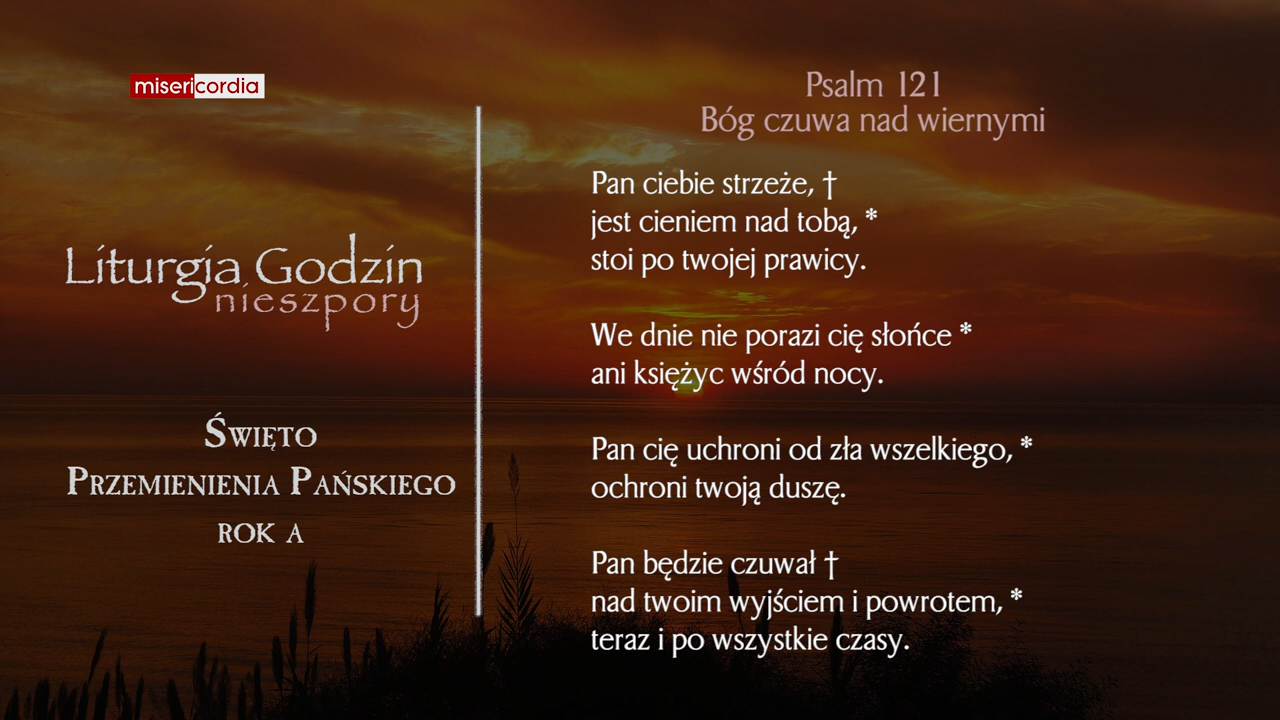 misericordia
Liturgia Godzin
nieszpory
Święto
Przemienienia Pańskiego
rok A
Psalm 121
Bóg czuwa nad wiernymi
Pan ciebie strzeże, †
jest cieniem nad tobą, *
stoi po twojej prawicy.
We dnie nie porazi cię słońce *
ani księżyc wśród nocy.
Pan cię uchroni od zła wszelkiego, *
ochroni twoją duszę.
Pan będzie czuwał †
nad twoim wyjściem i powrotem, *
teraz i po wszystkie czasy.